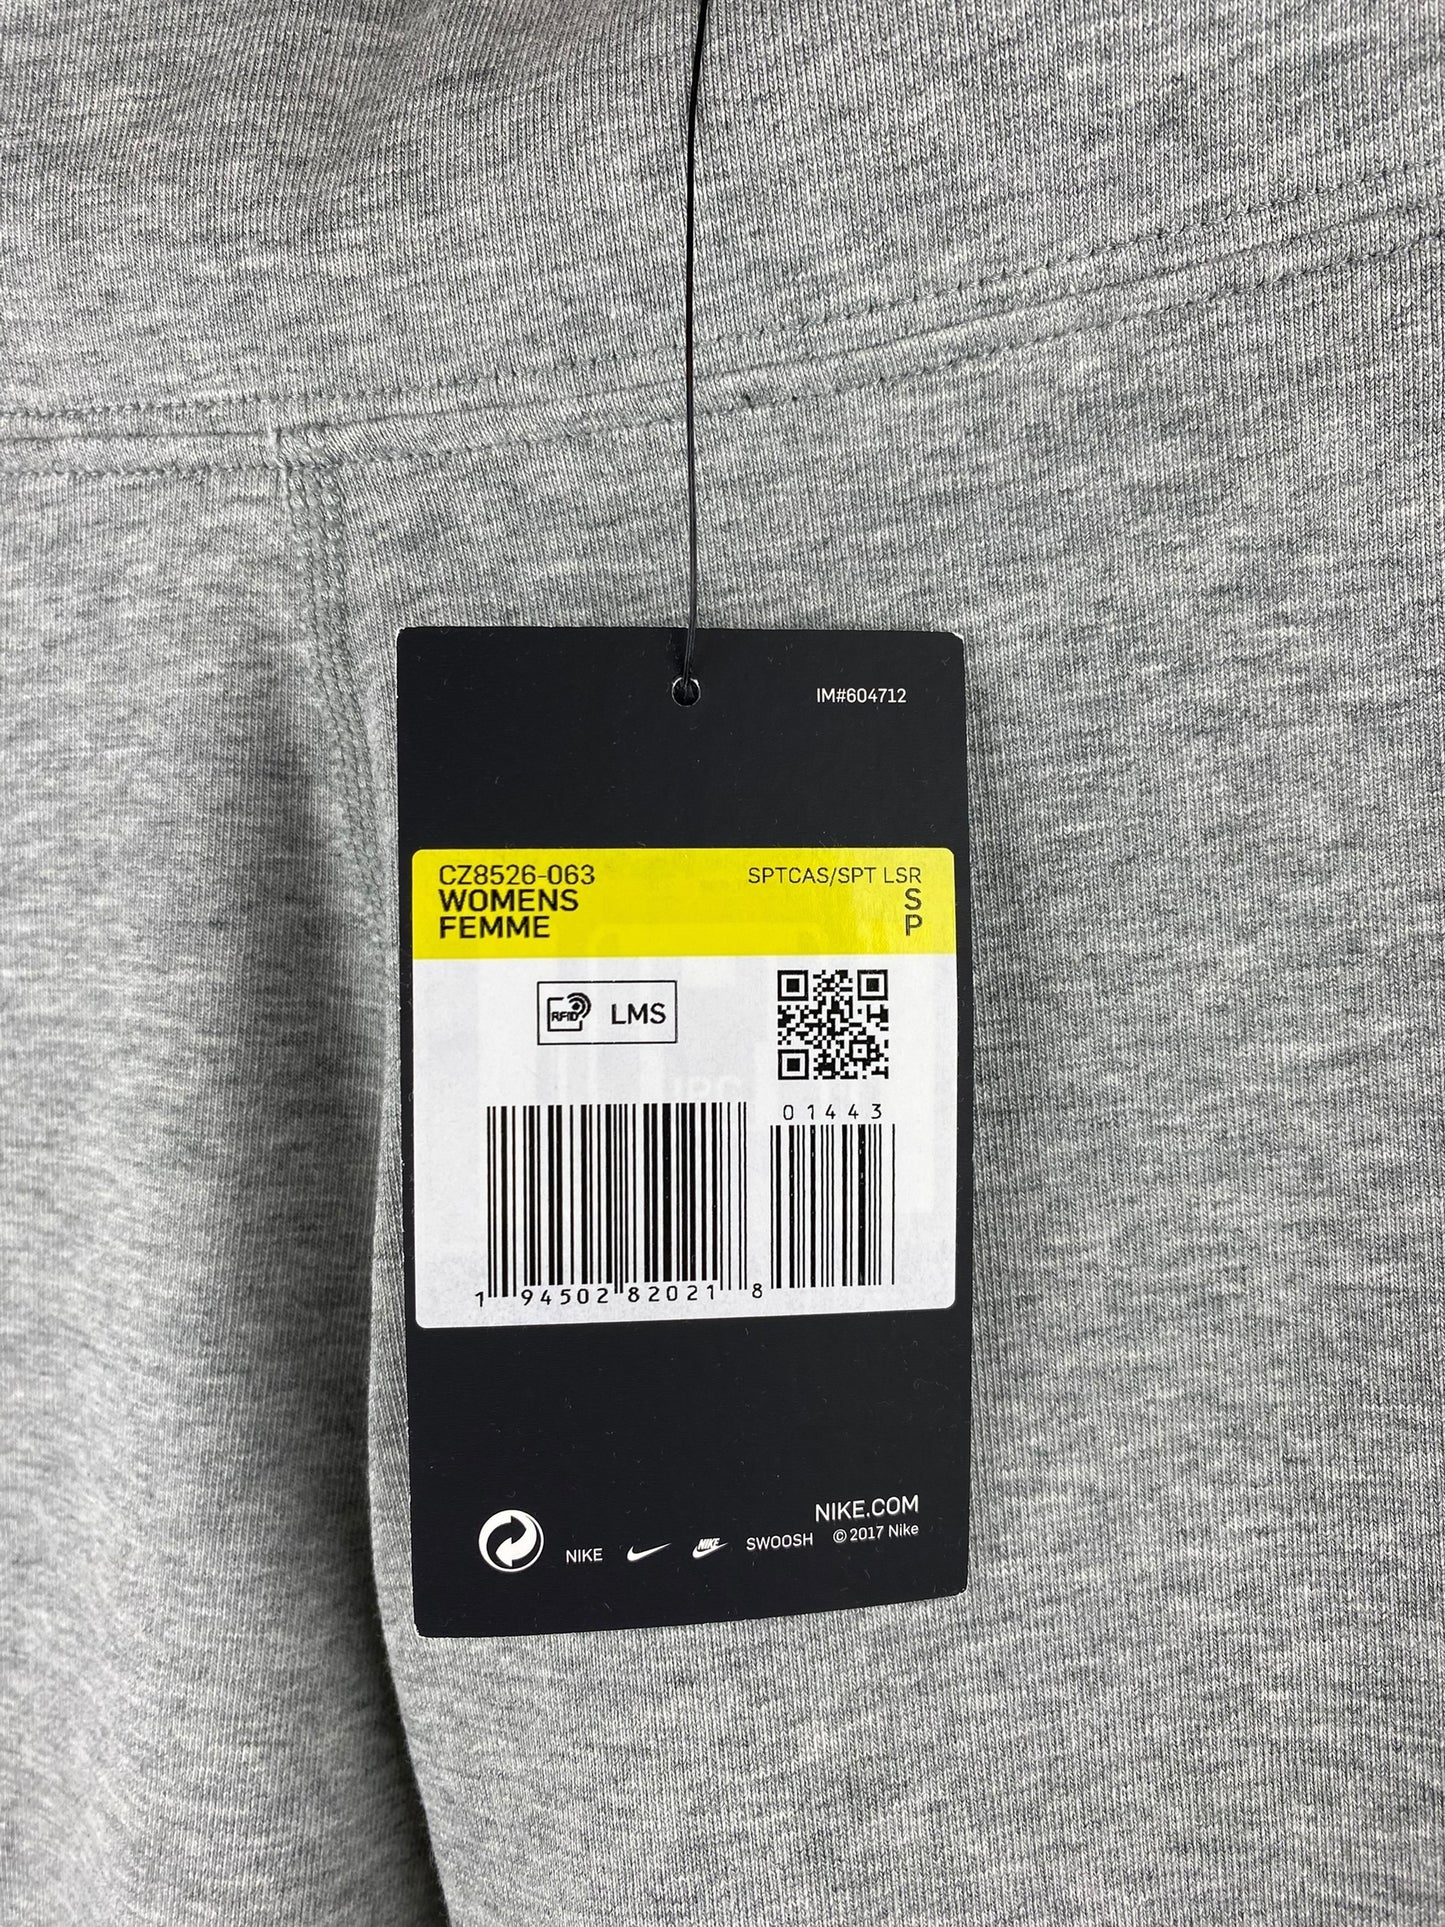 IM#604712
CZ8526-063 SPTCAS/SPT LSR
WOMENS S
FEMME P
RFID LMS
01443
1 94502 82021 8
NIKE.COM
NIKE NIKE SWOOSH © 2017 Nike